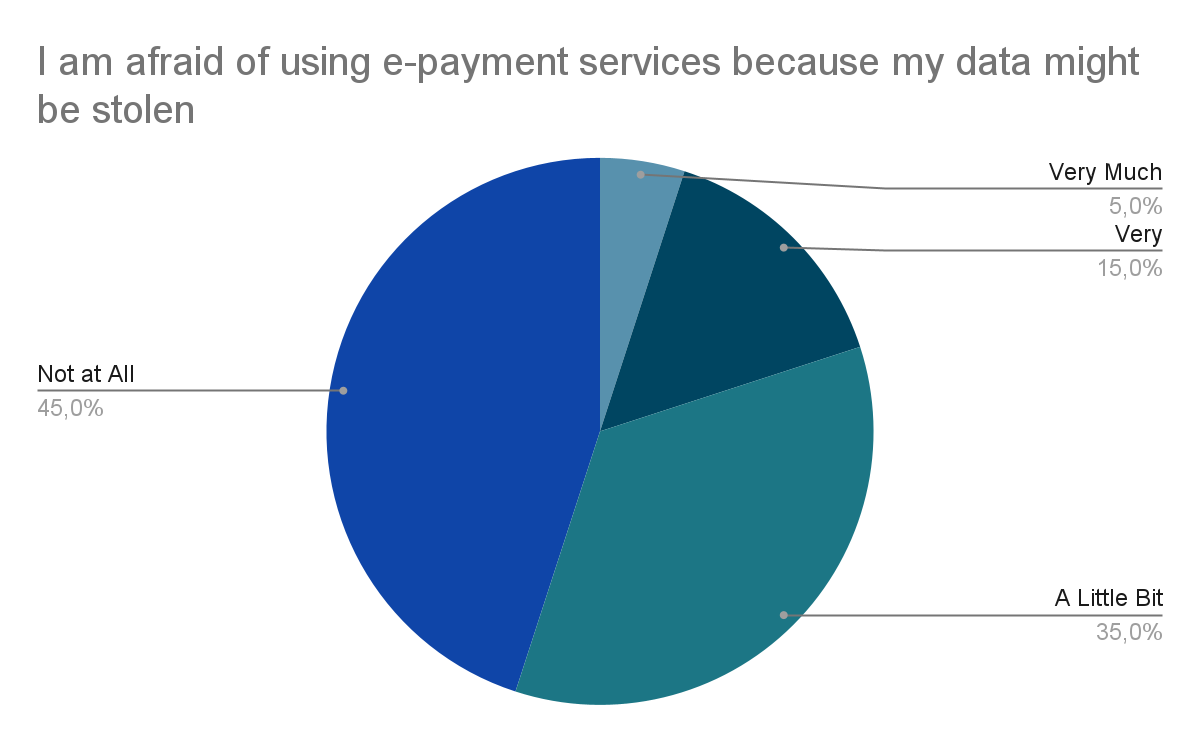 I am afraid of using e-payment services because my data might
be stolen
Very Much
5,0%
Very
15,0%
Not at All
45,0%
A Little Bit
35,0%